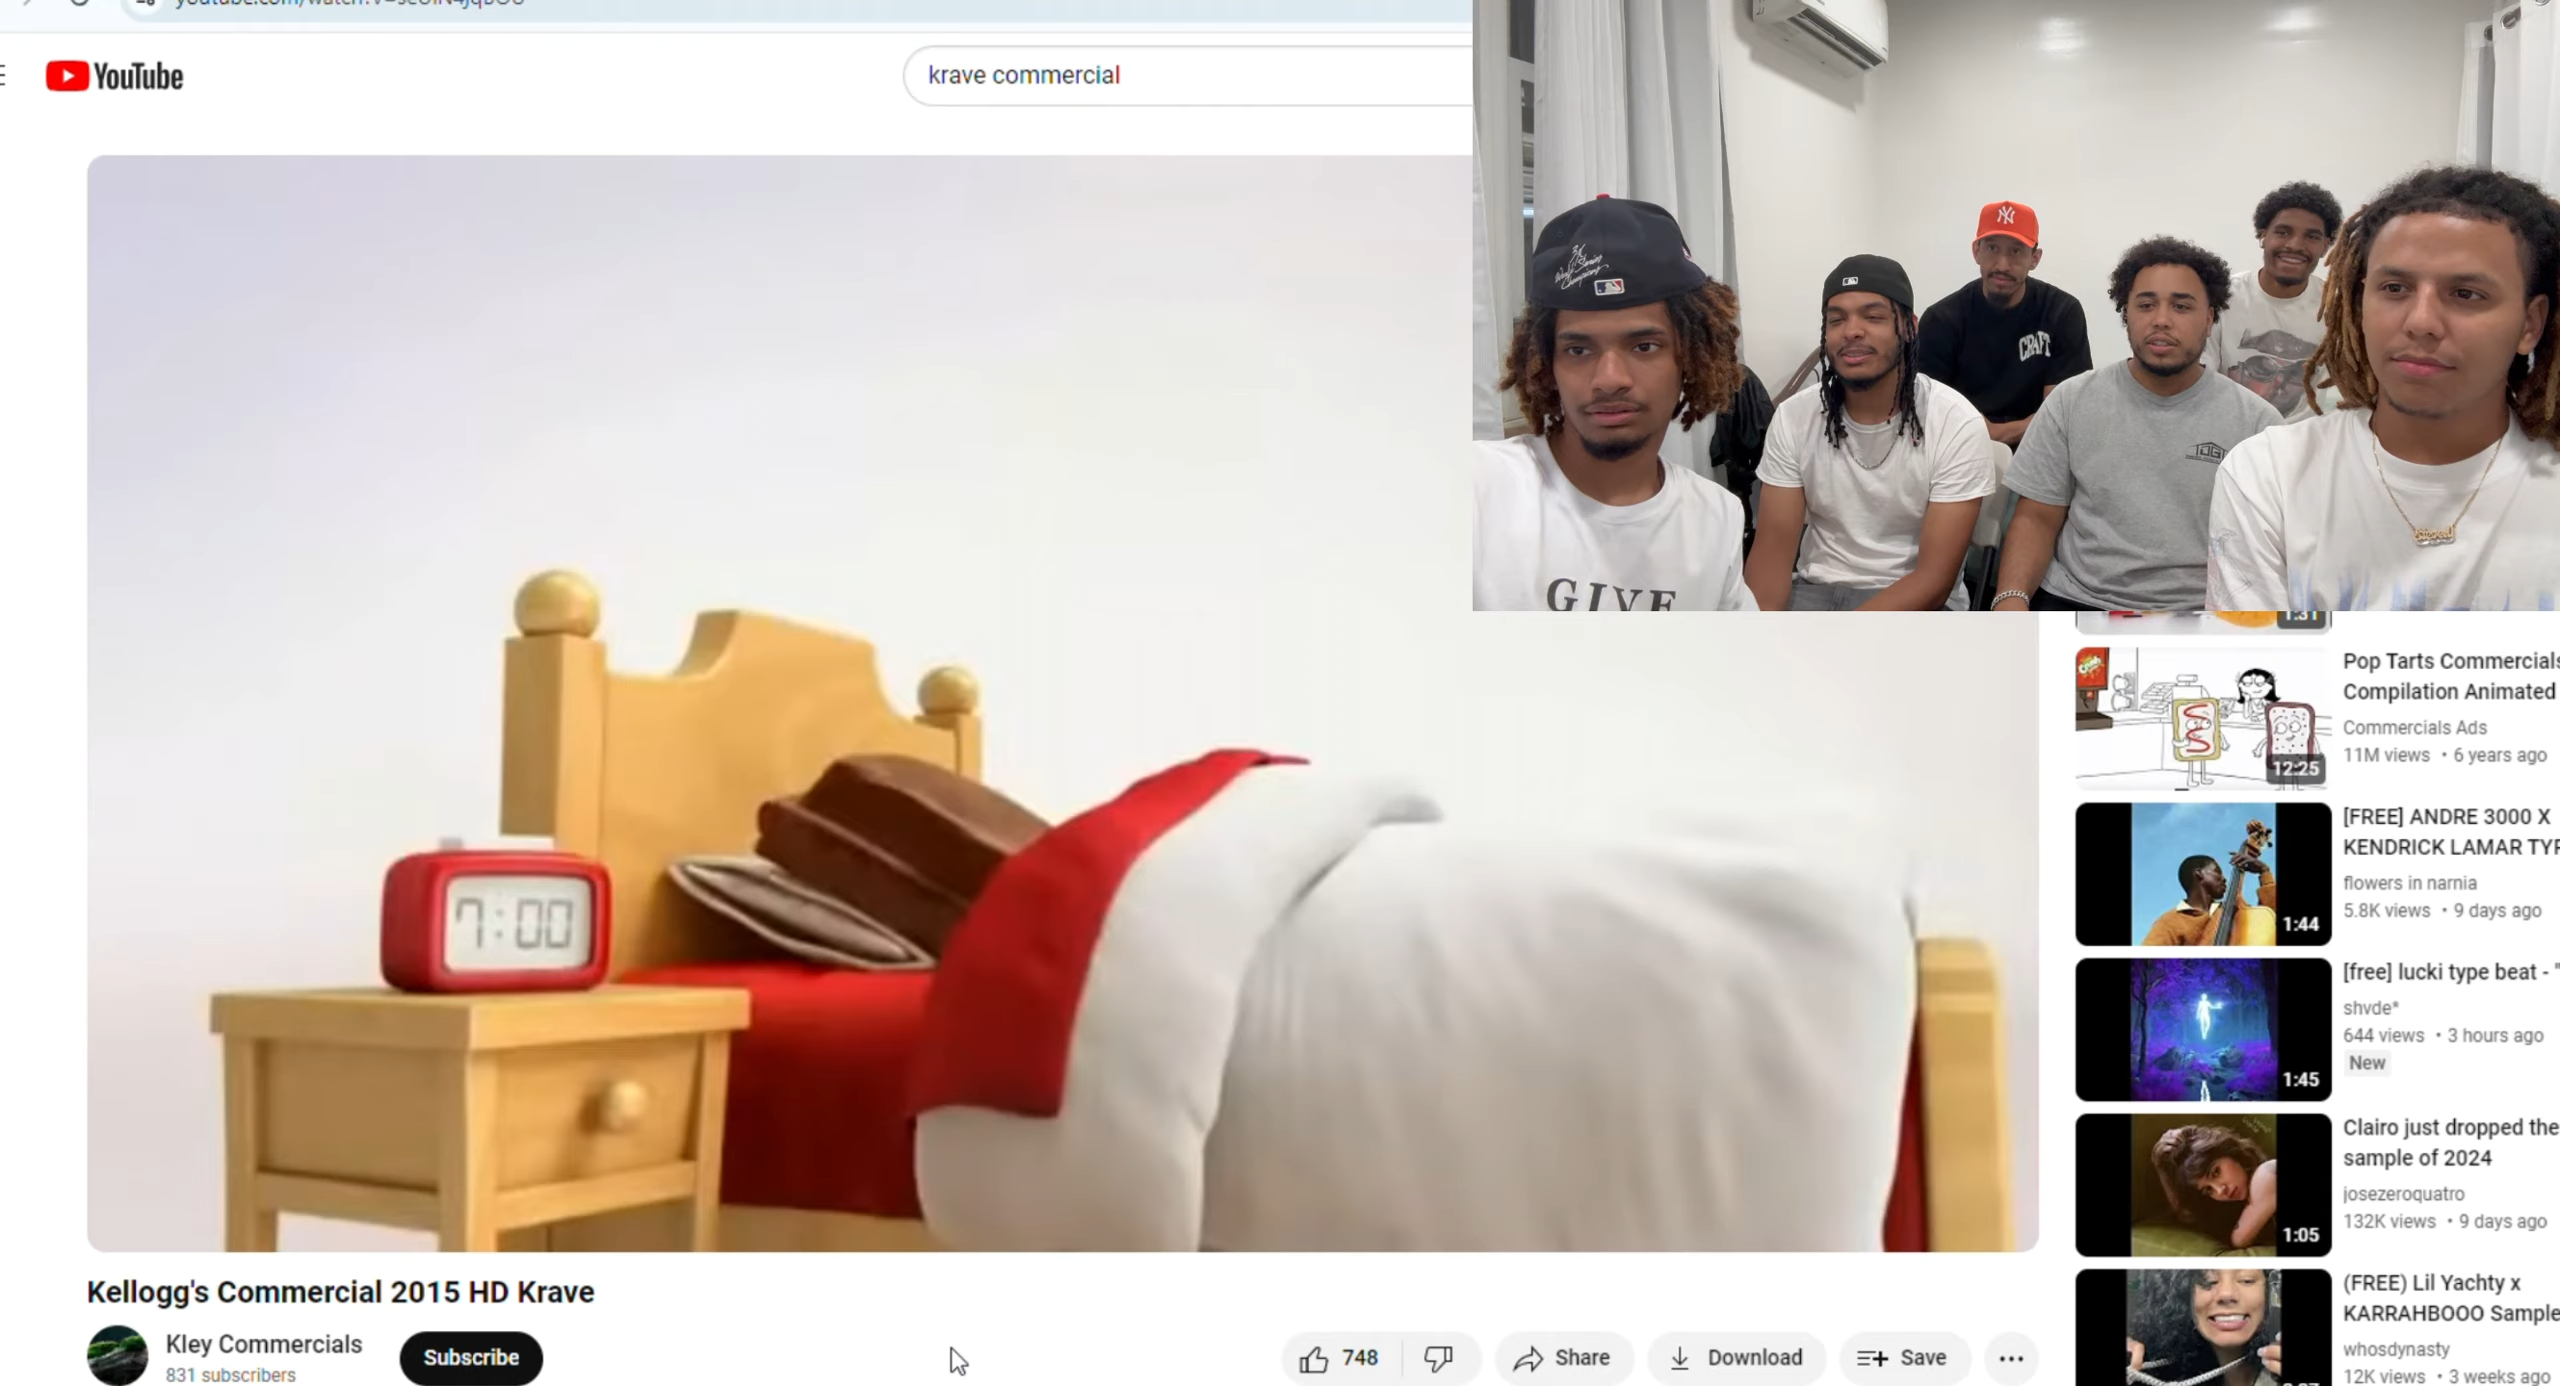 YouTube
krave commercial
NY
CRAFT
GIVE
7:00
1:31
Pop Tarts Commercials
Compilation Animated
Commercials Ads
11M views • 6 years ago
12:25
[FREE] ANDRE 3000 X
KENDRICK LAMAR TYP
flowers in narnia
5.8K views • 9 days ago
1:44
[free] lucki type beat - "
shvde*
644 views • 3 hours ago
New
1:45
Clairo just dropped the
sample of 2024
josezeroquatro
132K views • 9 days ago
1:05
(FREE) Lil Yachty x
KARRAHBOOO Sample
whosdynasty
12K views • 3 weeks ago
Kellogg's Commercial 2015 HD Krave
Kley Commercials
831 subscribers
Subscribe
748
Share
Download
Save